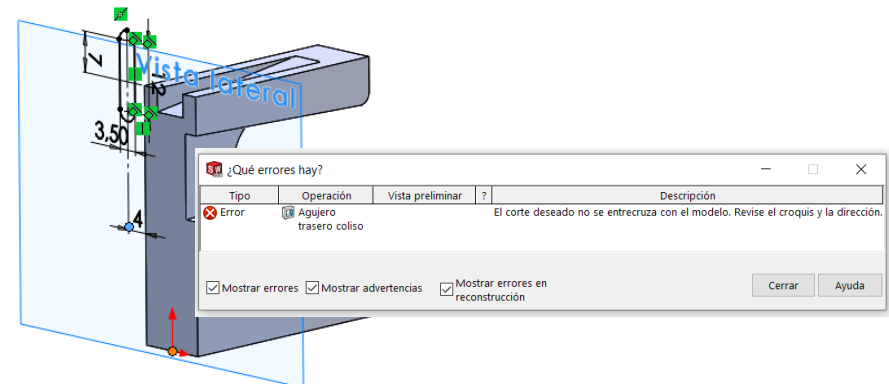 7
Vista lateral
12
3,50
4
¿Qué errores hay?
Tipo Operación Vista preliminar ? Descripción
Error Agujero trasero coliso El corte deseado no se entrecruza con el modelo. Revise el croquis y la dirección.
Mostrar errores Mostrar advertencias Mostrar errores en reconstrucción Cerrar Ayuda